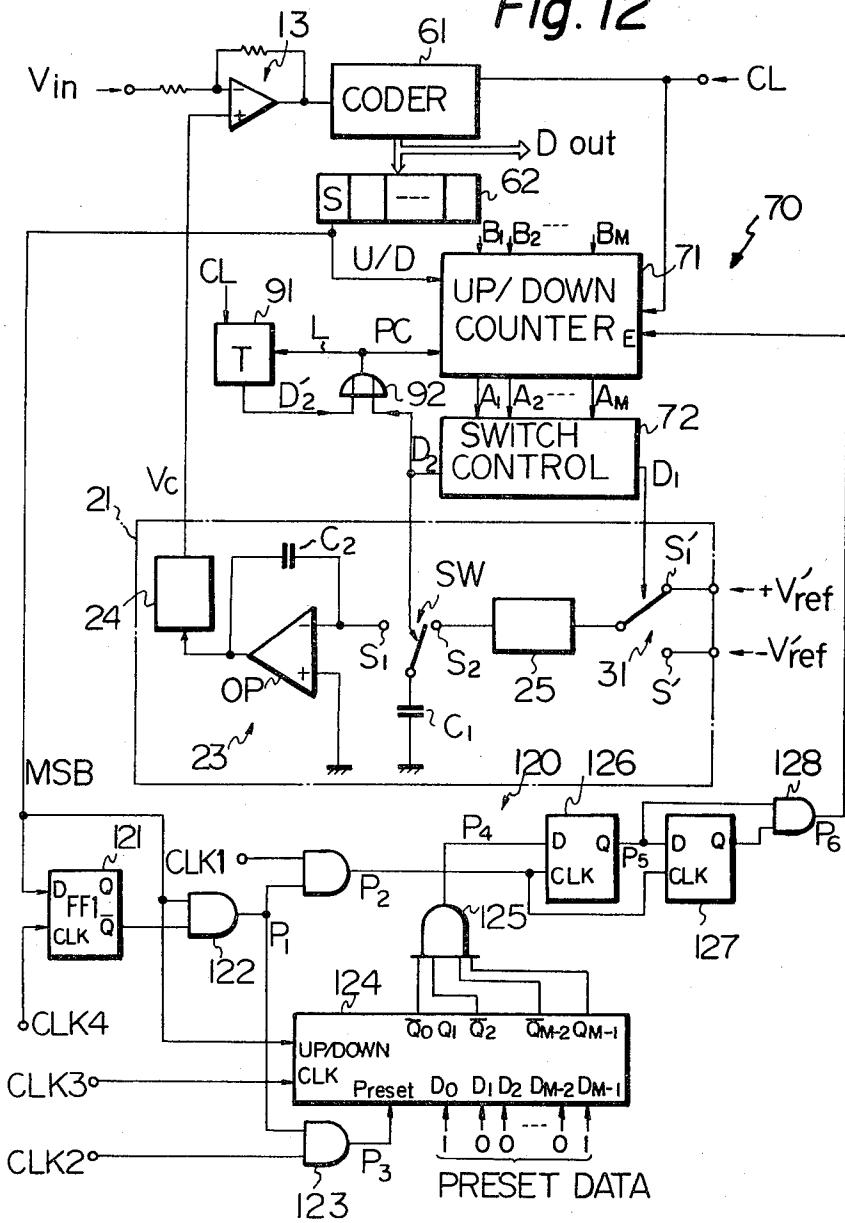 Fig. 12
13
61
Vin
CODER
CL
D out
S
----
62
70
B1 B2 --- BM
71
U/D
CL
91
UP/DOWN
COUNTER
E
L
PC
T
D'2
92
A1 A2 --- AM
72
D2
SWITCH
CONTROL
D1
Vc
21
C2
24
SW
S'1
+V'ref
S1
S2
25
31
-V'ref
S'
OP
C1
23
MSB
120
126
128
P4
D Q
CLK
P5
D Q
CLK
P6
127
CLK1
P2
125
121
D Q
FF1
CLK Q̅
122
P1
124
Q̅0 Q1 Q̅2 Q̅M-2 QM-1
CLK4
UP/DOWN
CLK
CLK3
Preset D0 D1 D2 DM-2 DM-1
CLK2
P3
1 0 0 --- 0 1
123
PRESET DATA